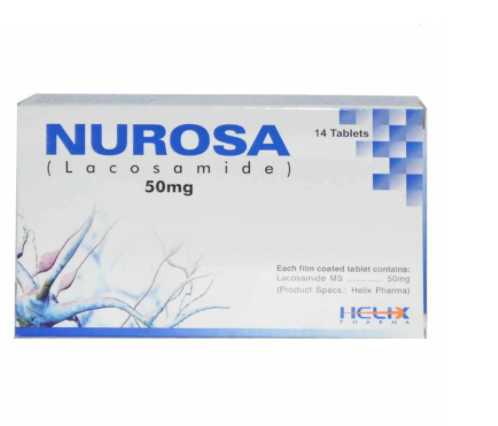 NUROSA
14 Tablets
(Lacosamide)
50mg
Each film coated tablet contains:
Lacosamide MS ............ 50mg
(Product Specs.: Helix Pharma)
HELIX
PHARMA